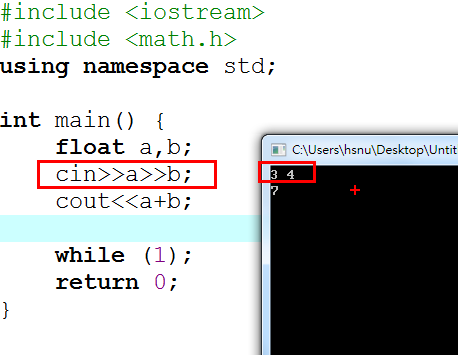 #include <iostream>
#include <math.h>
using namespace std;
int main() {
float a,b;
cin>>a>>b;
cout<<a+b;
while (1);
return 0;
}
C:\Users\hsnu\Desktop\Untit
3 4
7